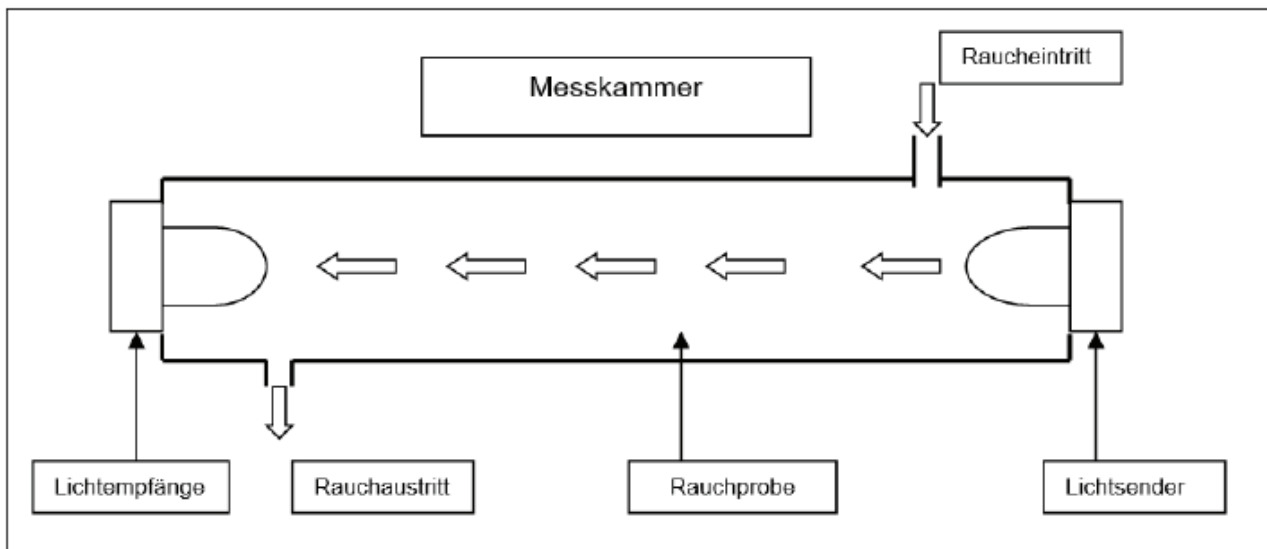 Raucheintritt
Messkammer
Lichtempfänge
Rauchaustritt
Rauchprobe
Lichtsender